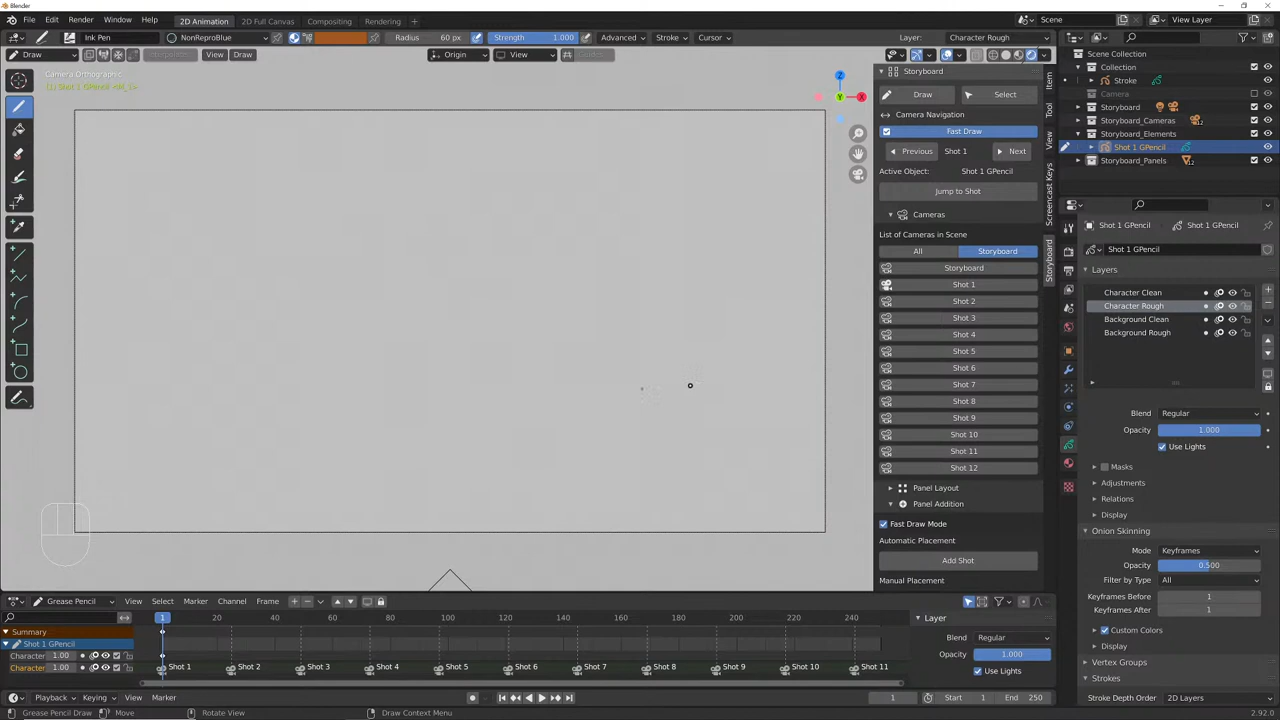 Blender
File Edit Render Window Help 2D Animation 2D Full Canvas Compositing Rendering Scene View Layer
Ink Pen NonReproBlue Radius 60 px Strength 1.000 Advanced Stroke Cursor Layer: Character Rough
Draw View Draw Origin View Guides
Camera Orthographic
(1) Shot 1 GPencil
Z Y X
Storyboard
Draw Select
Camera Navigation
Fast Draw
Previous Shot 1 Next
Active Object: Shot 1 GPencil
Jump to Shot
Cameras
List of Cameras in Scene
All Storyboard
Storyboard
Shot 1
Shot 2
Shot 3
Shot 4
Shot 5
Shot 6
Shot 7
Shot 8
Shot 9
Shot 10
Shot 11
Shot 12
Panel Layout
Panel Addition
Fast Draw Mode
Automatic Placement
Add Shot
Manual Placement
Item
Tool
View
Screencast Keys
Storyboard
Scene Collection
Collection
Stroke
Camera
Storyboard
Storyboard_Cameras 12
Storyboard_Elements
Shot 1 GPencil
Storyboard_Panels 12
Shot 1 GPencil Shot 1 GPencil
Shot 1 GPencil
Layers
Character Clean
Character Rough
Background Clean
Background Rough
Blend Regular
Opacity 1.000
Use Lights
Masks
Adjustments
Relations
Display
Onion Skinning
Mode Keyframes
Opacity 0.500
Filter by Type All
Keyframes Before 1
Keyframes After 1
Custom Colors
Display
Vertex Groups
Strokes
Stroke Depth Order 2D Layers
Grease Pencil View Select Marker Channel Frame
1 20 40 60 80 100 120 140 160 180 200 220 240
Summary
Shot 1 GPencil
Character 1.00
Character 1.00
Shot 1 Shot 2 Shot 3 Shot 4 Shot 5 Shot 6 Shot 7 Shot 8 Shot 9 Shot 10 Shot 11
Layer
Blend Regular
Opacity 1.000
Use Lights
Playback Keying View Marker 1 Start 1 End 250
Grease Pencil Draw Move Rotate View Draw Context Menu 2.92.0